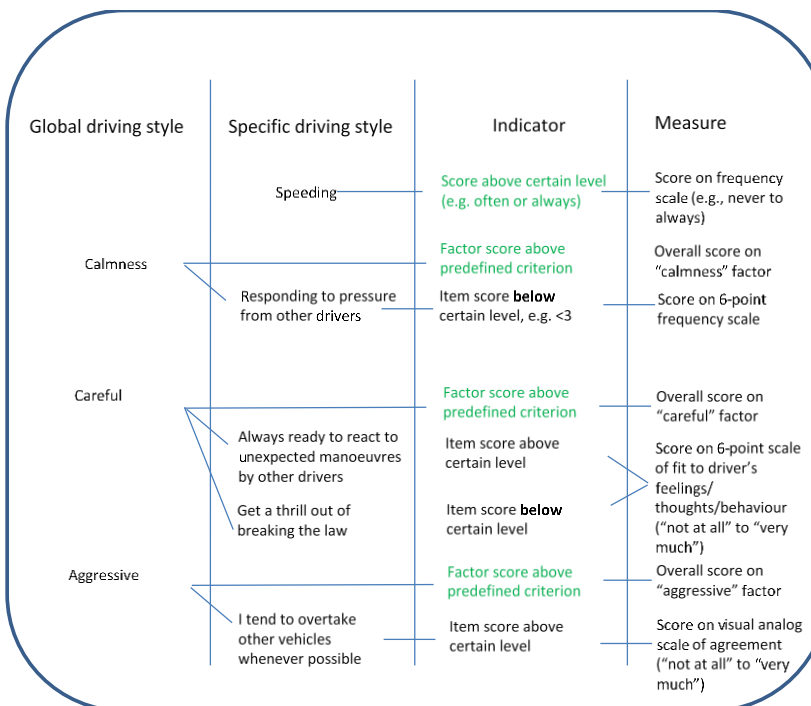 Global driving style
Specific driving style
Indicator
Measure
Speeding
Score above certain level
(e.g. often or always)
Score on frequency
scale (e.g., never to
always)
Calmness
Factor score above
predefined criterion
Overall score on
“calmness” factor
Responding to pressure
from other drivers
Item score below
certain level, e.g. <3
Score on 6-point
frequency scale
Careful
Factor score above
predefined criterion
Overall score on
“careful” factor
Always ready to react to
unexpected manoeuvres
by other drivers
Item score above
certain level
Score on 6-point scale
of fit to driver’s
feelings/
thoughts/behaviour
(“not at all” to “very
much”)
Get a thrill out of
breaking the law
Item score below
certain level
Aggressive
Factor score above
predefined criterion
Overall score on
“aggressive” factor
I tend to overtake
other vehicles
whenever possible
Item score above
certain level
Score on visual analog
scale of agreement
(“not at all” to “very
much”)